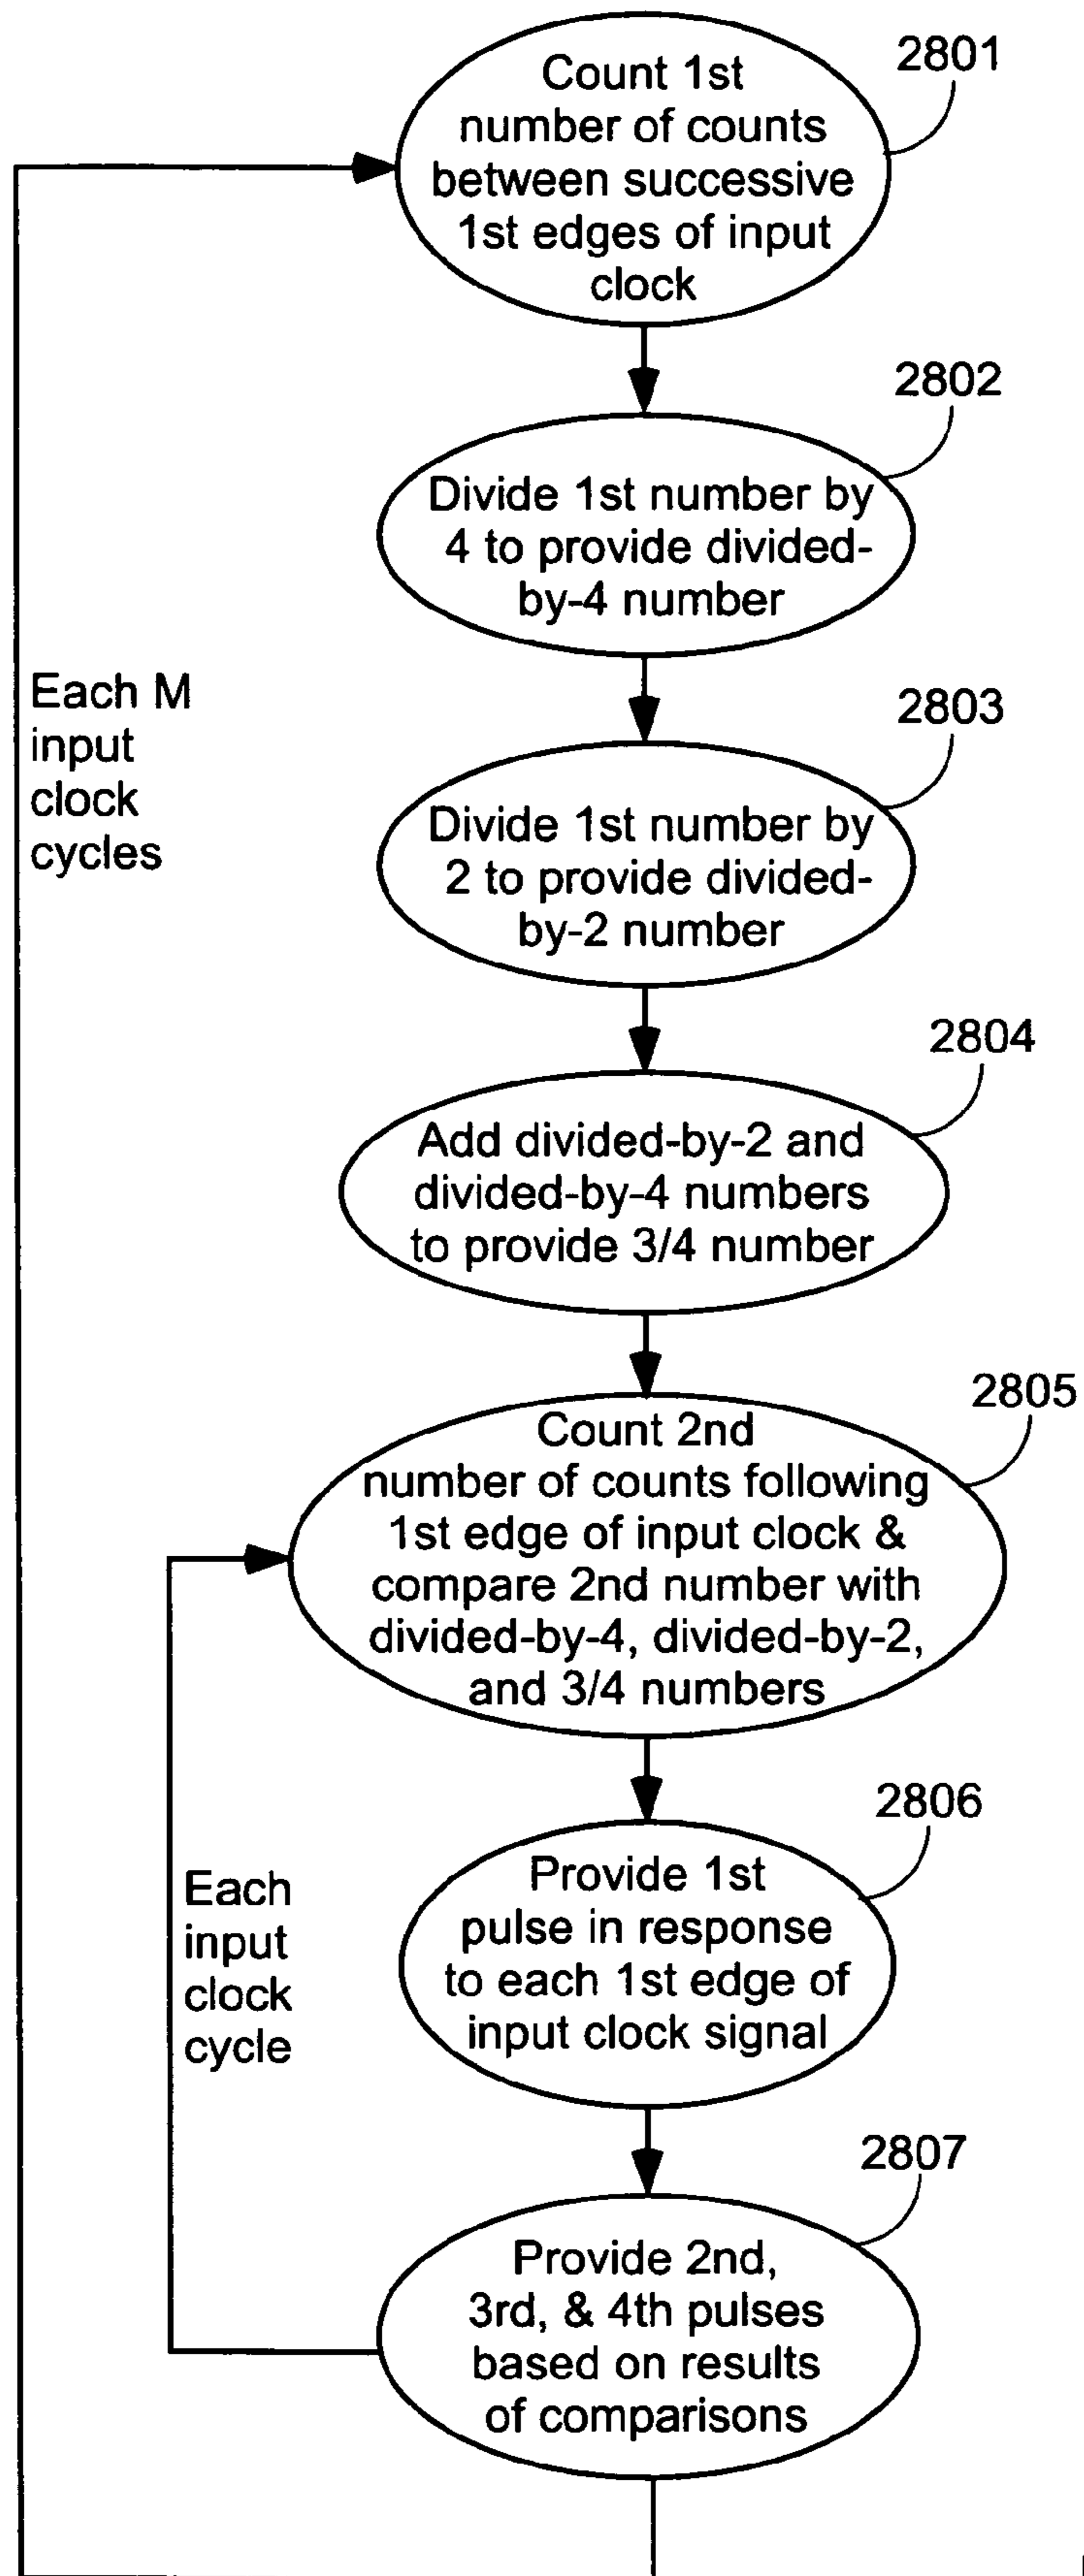 2801
Count 1st
number of counts
between successive
1st edges of input
clock
2802
Divide 1st number by
4 to provide divided-
by-4 number
Each M
input
clock
cycles
2803
Divide 1st number by
2 to provide divided-
by-2 number
2804
Add divided-by-2 and
divided-by-4 numbers
to provide 3/4 number
2805
Count 2nd
number of counts following
1st edge of input clock &
compare 2nd number with
divided-by-4, divided-by-2,
and 3/4 numbers
2806
Provide 1st
pulse in response
to each 1st edge of
input clock signal
Each
input
clock
cycle
2807
Provide 2nd,
3rd, & 4th pulses
based on results
of comparisons